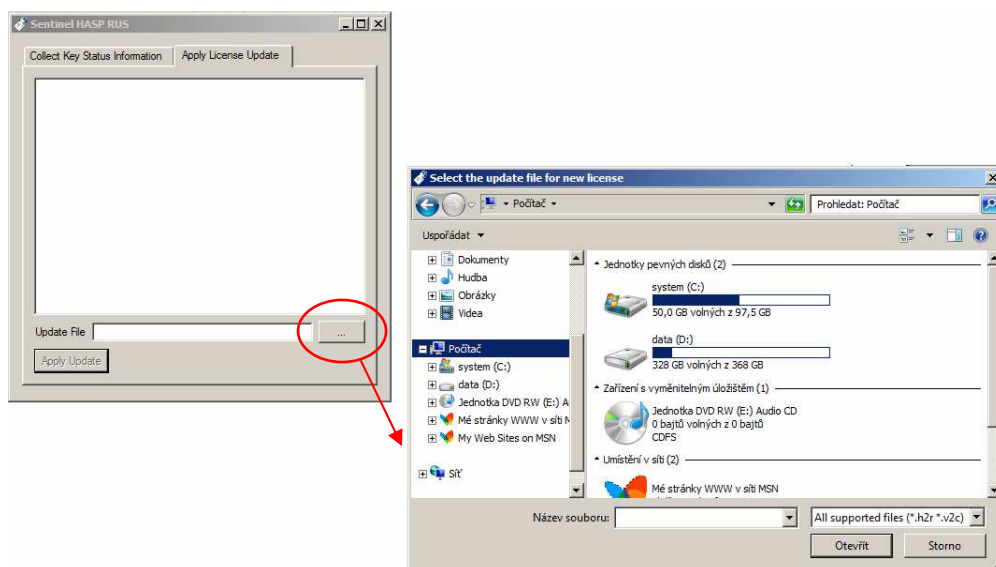 Sentinel HASP RUS
Collect Key Status Information
Apply License Update
Update File
...
Apply Update
Select the update file for new license
Počítač
Prohledat: Počítač
Uspořádat
Dokumenty
Hudba
Obrázky
Videa
Počítač
system (C:)
data (D:)
Jednotka DVD RW (E:) A
Mé stránky WWW v síti M
My Web Sites on MSN
Síť
Jednotky pevných disků (2)
system (C:)
50,0 GB volných z 97,5 GB
data (D:)
328 GB volných z 368 GB
Zařízení s vyměnitelným úložištěm (1)
Jednotka DVD RW (E:) Audio CD
0 bajtů volných z 0 bajtů
CDFS
Umístění v síti (2)
Mé stránky WWW v síti MSN
Název souboru:
All supported files (*.h2r *.v2c)
Otevřít
Storno